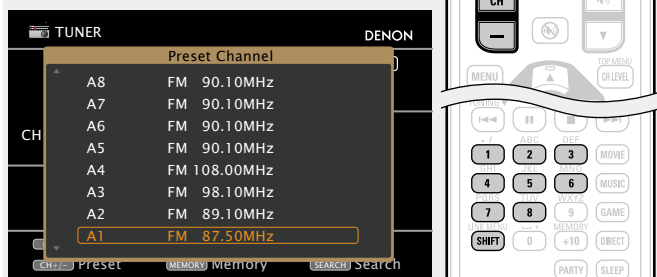 TUNER
DENON
Preset Channel
A8 FM 90.10MHz
A7 FM 90.10MHz
A6 FM 90.10MHz
A5 FM 90.10MHz
CH
A4 FM 108.00MHz
A3 FM 98.10MHz
A2 FM 89.10MHz
A1 FM 87.50MHz
CH+/- Preset MEMORY Memory SEARCH Search
CH
TOP MENU
MENU CH LEVEL
TUNING
• / ABC DEF
1 2 3 MOVIE
GHI JKL MNO
4 5 6 MUSIC
PQRS TUV WXYZ
7 8 9 GAME
LINK MENU MEMORY
SHIFT 0 +10 DIRECT
PARTY SLEEP